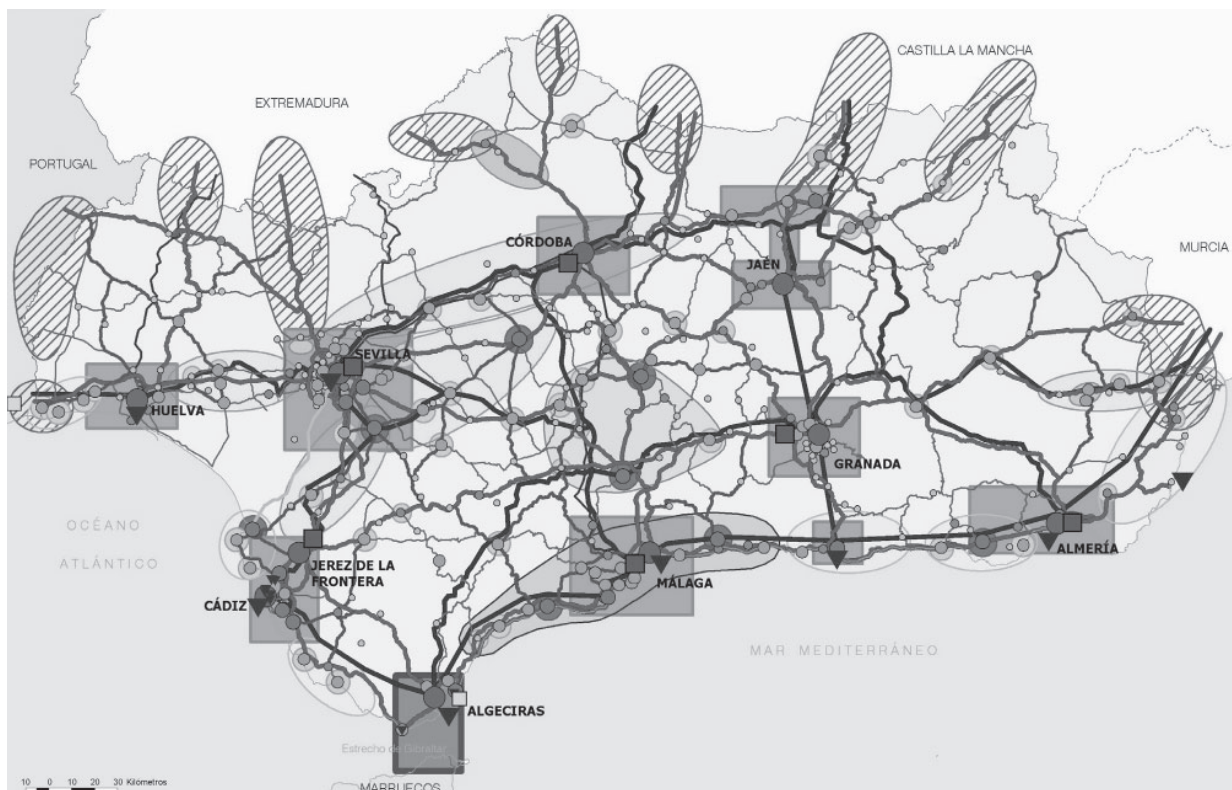 CASTILLA LA MANCHA
EXTREMADURA
PORTUGAL
MURCIA
CÓRDOBA
JAÉN
SEVILLA
HUELVA
GRANADA
OCÉANO
ATLÁNTICO
JEREZ DE LA
FRONTERA
ALMERÍA
MÁLAGA
CÁDIZ
MAR MEDITERRÁNEO
ALGECIRAS
Estrecho de Gibraltar
10 0 10 20 30 Kilómetros
MARRUECOS